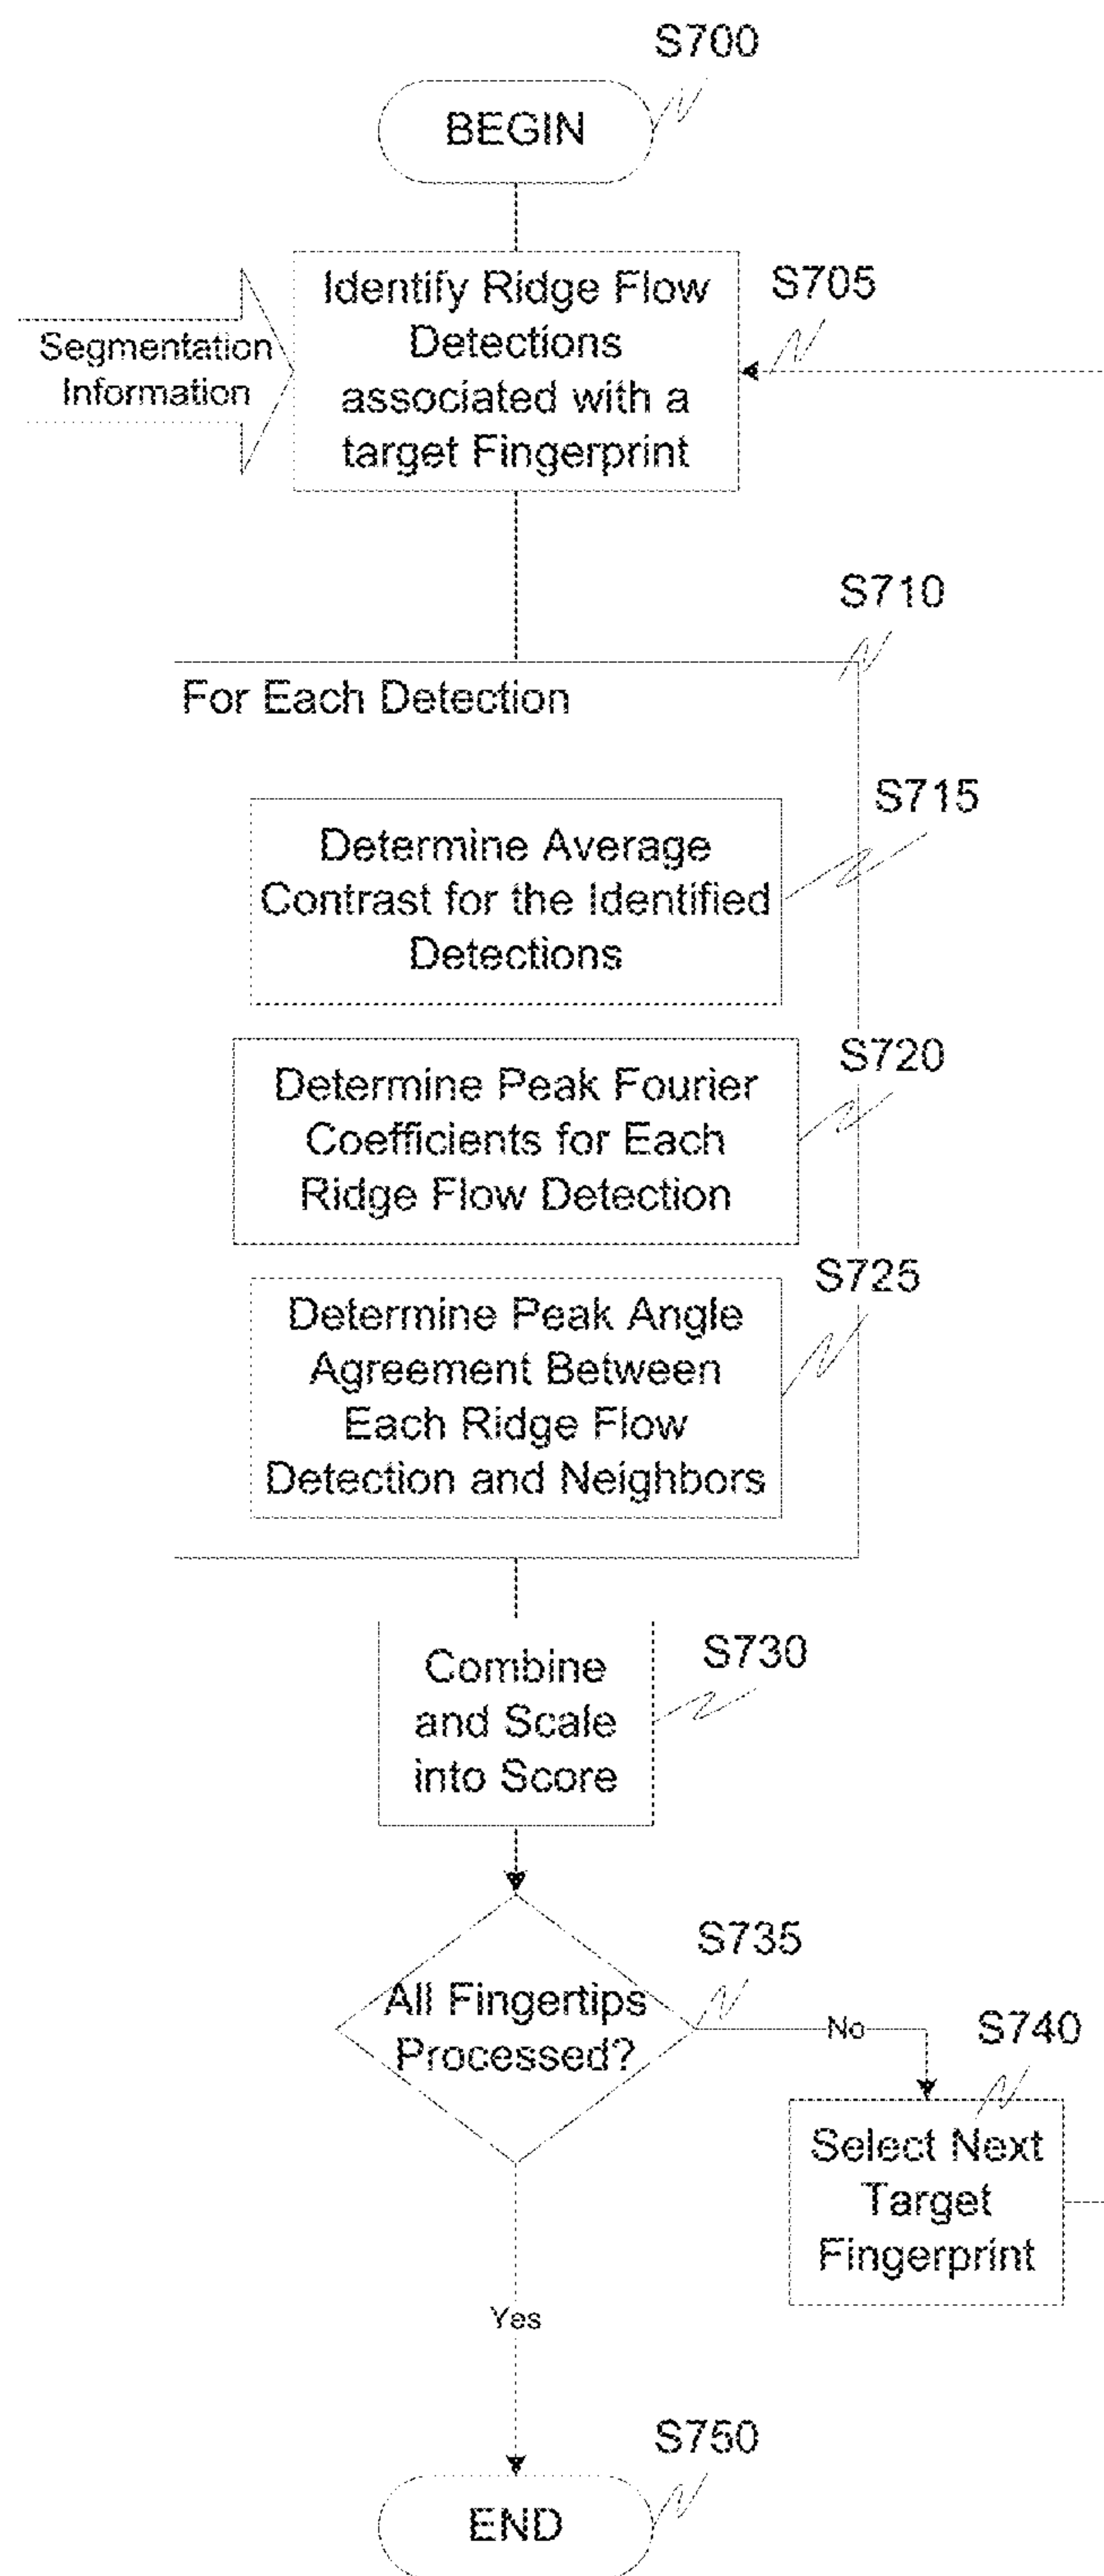 S700
BEGIN
S705
Identify Ridge Flow
Detections
associated with a
target Fingerprint
Segmentation
Information
S710
For Each Detection
S715
Determine Average
Contrast for the Identified
Detections
S720
Determine Peak Fourier
Coefficients for Each
Ridge Flow Detection
S725
Determine Peak Angle
Agreement Between
Each Ridge Flow
Detection and Neighbors
S730
Combine
and Scale
into Score
S735
All Fingertips
Processed?
No
S740
Select Next
Target
Fingerprint
Yes
S750
END